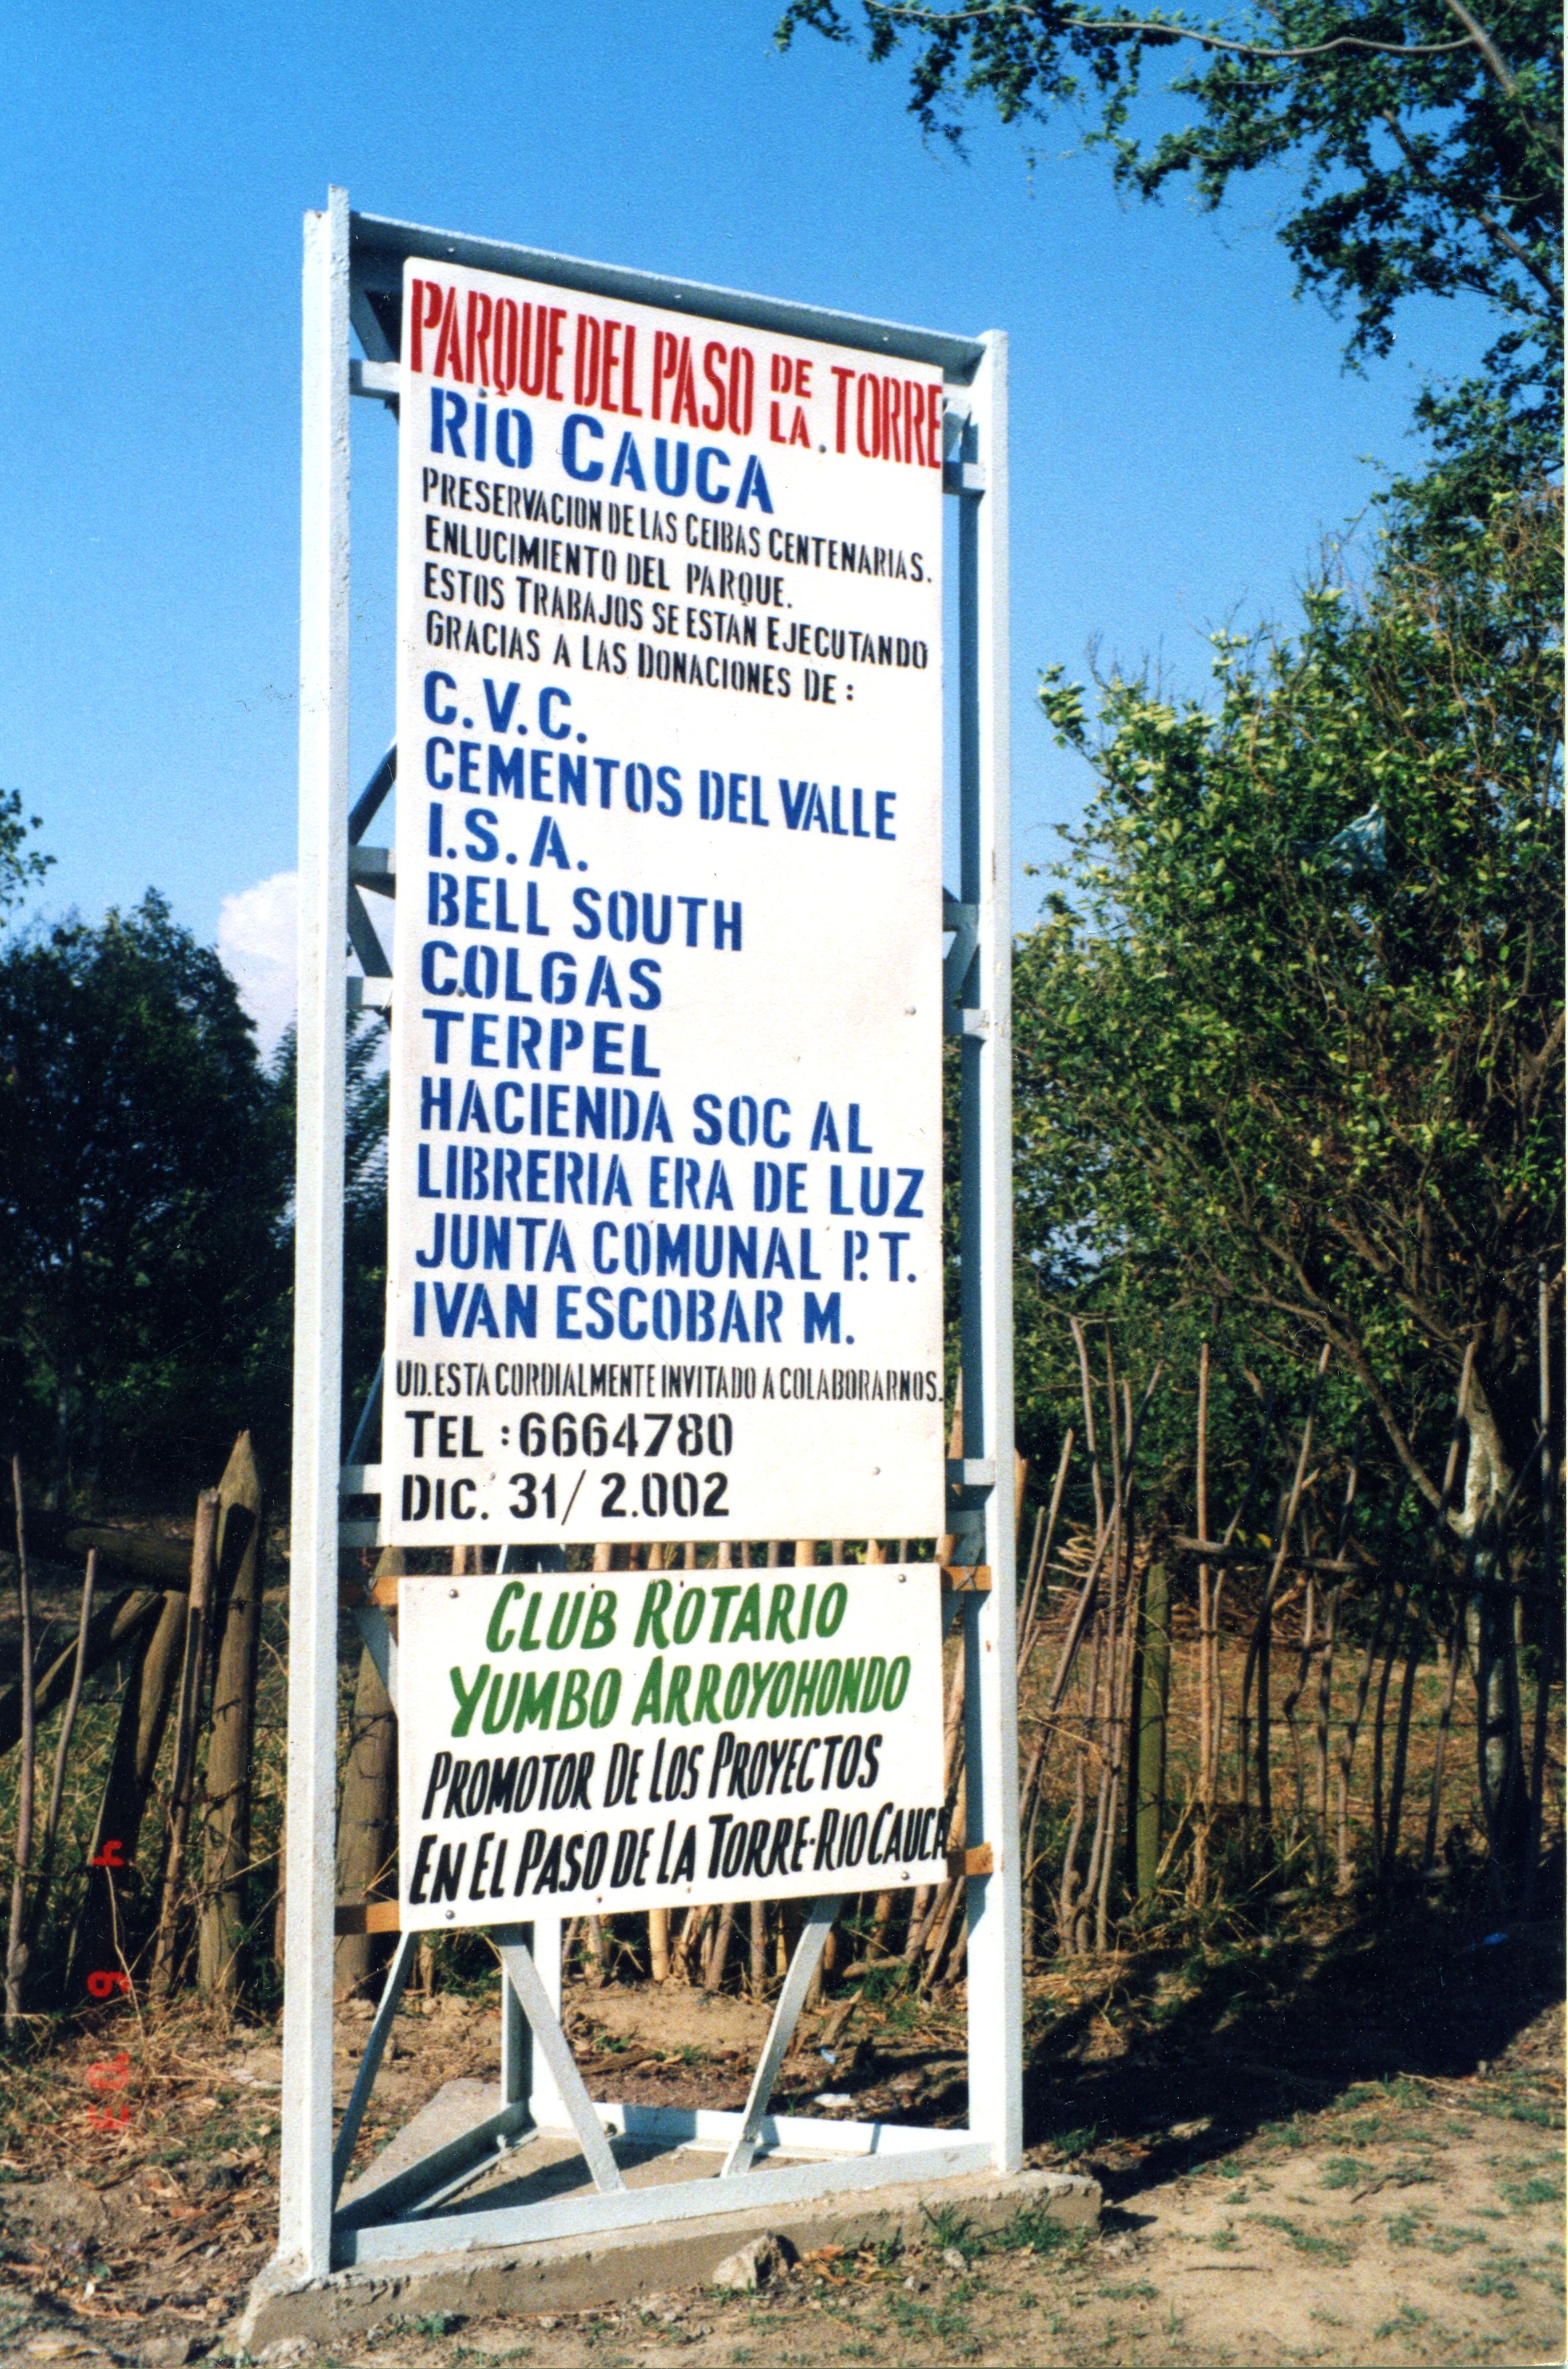 PARQUE DEL PASO DE LA TORRE
RIO CAUCA
PRESERVACION DE LAS CEIBAS CENTENARIAS.
ENLUCIMIENTO DEL PARQUE.
ESTOS TRABAJOS SE ESTAN EJECUTANDO
GRACIAS A LAS DONACIONES DE :
C.V.C.
CEMENTOS DEL VALLE
I.S.A.
BELL SOUTH
COLGAS
TERPEL
HACIENDA SOC AL
LIBRERIA ERA DE LUZ
JUNTA COMUNAL P.T.
IVAN ESCOBAR M.
UD. ESTA CORDIALMENTE INVITADO A COLABORARNOS.
TEL : 6664780
DIC. 31/ 2.002
CLUB ROTARIO
YUMBO ARROYOHONDO
PROMOTOR DE LOS PROYECTOS
EN EL PASO DE LA TORRE-RIO CAUCA